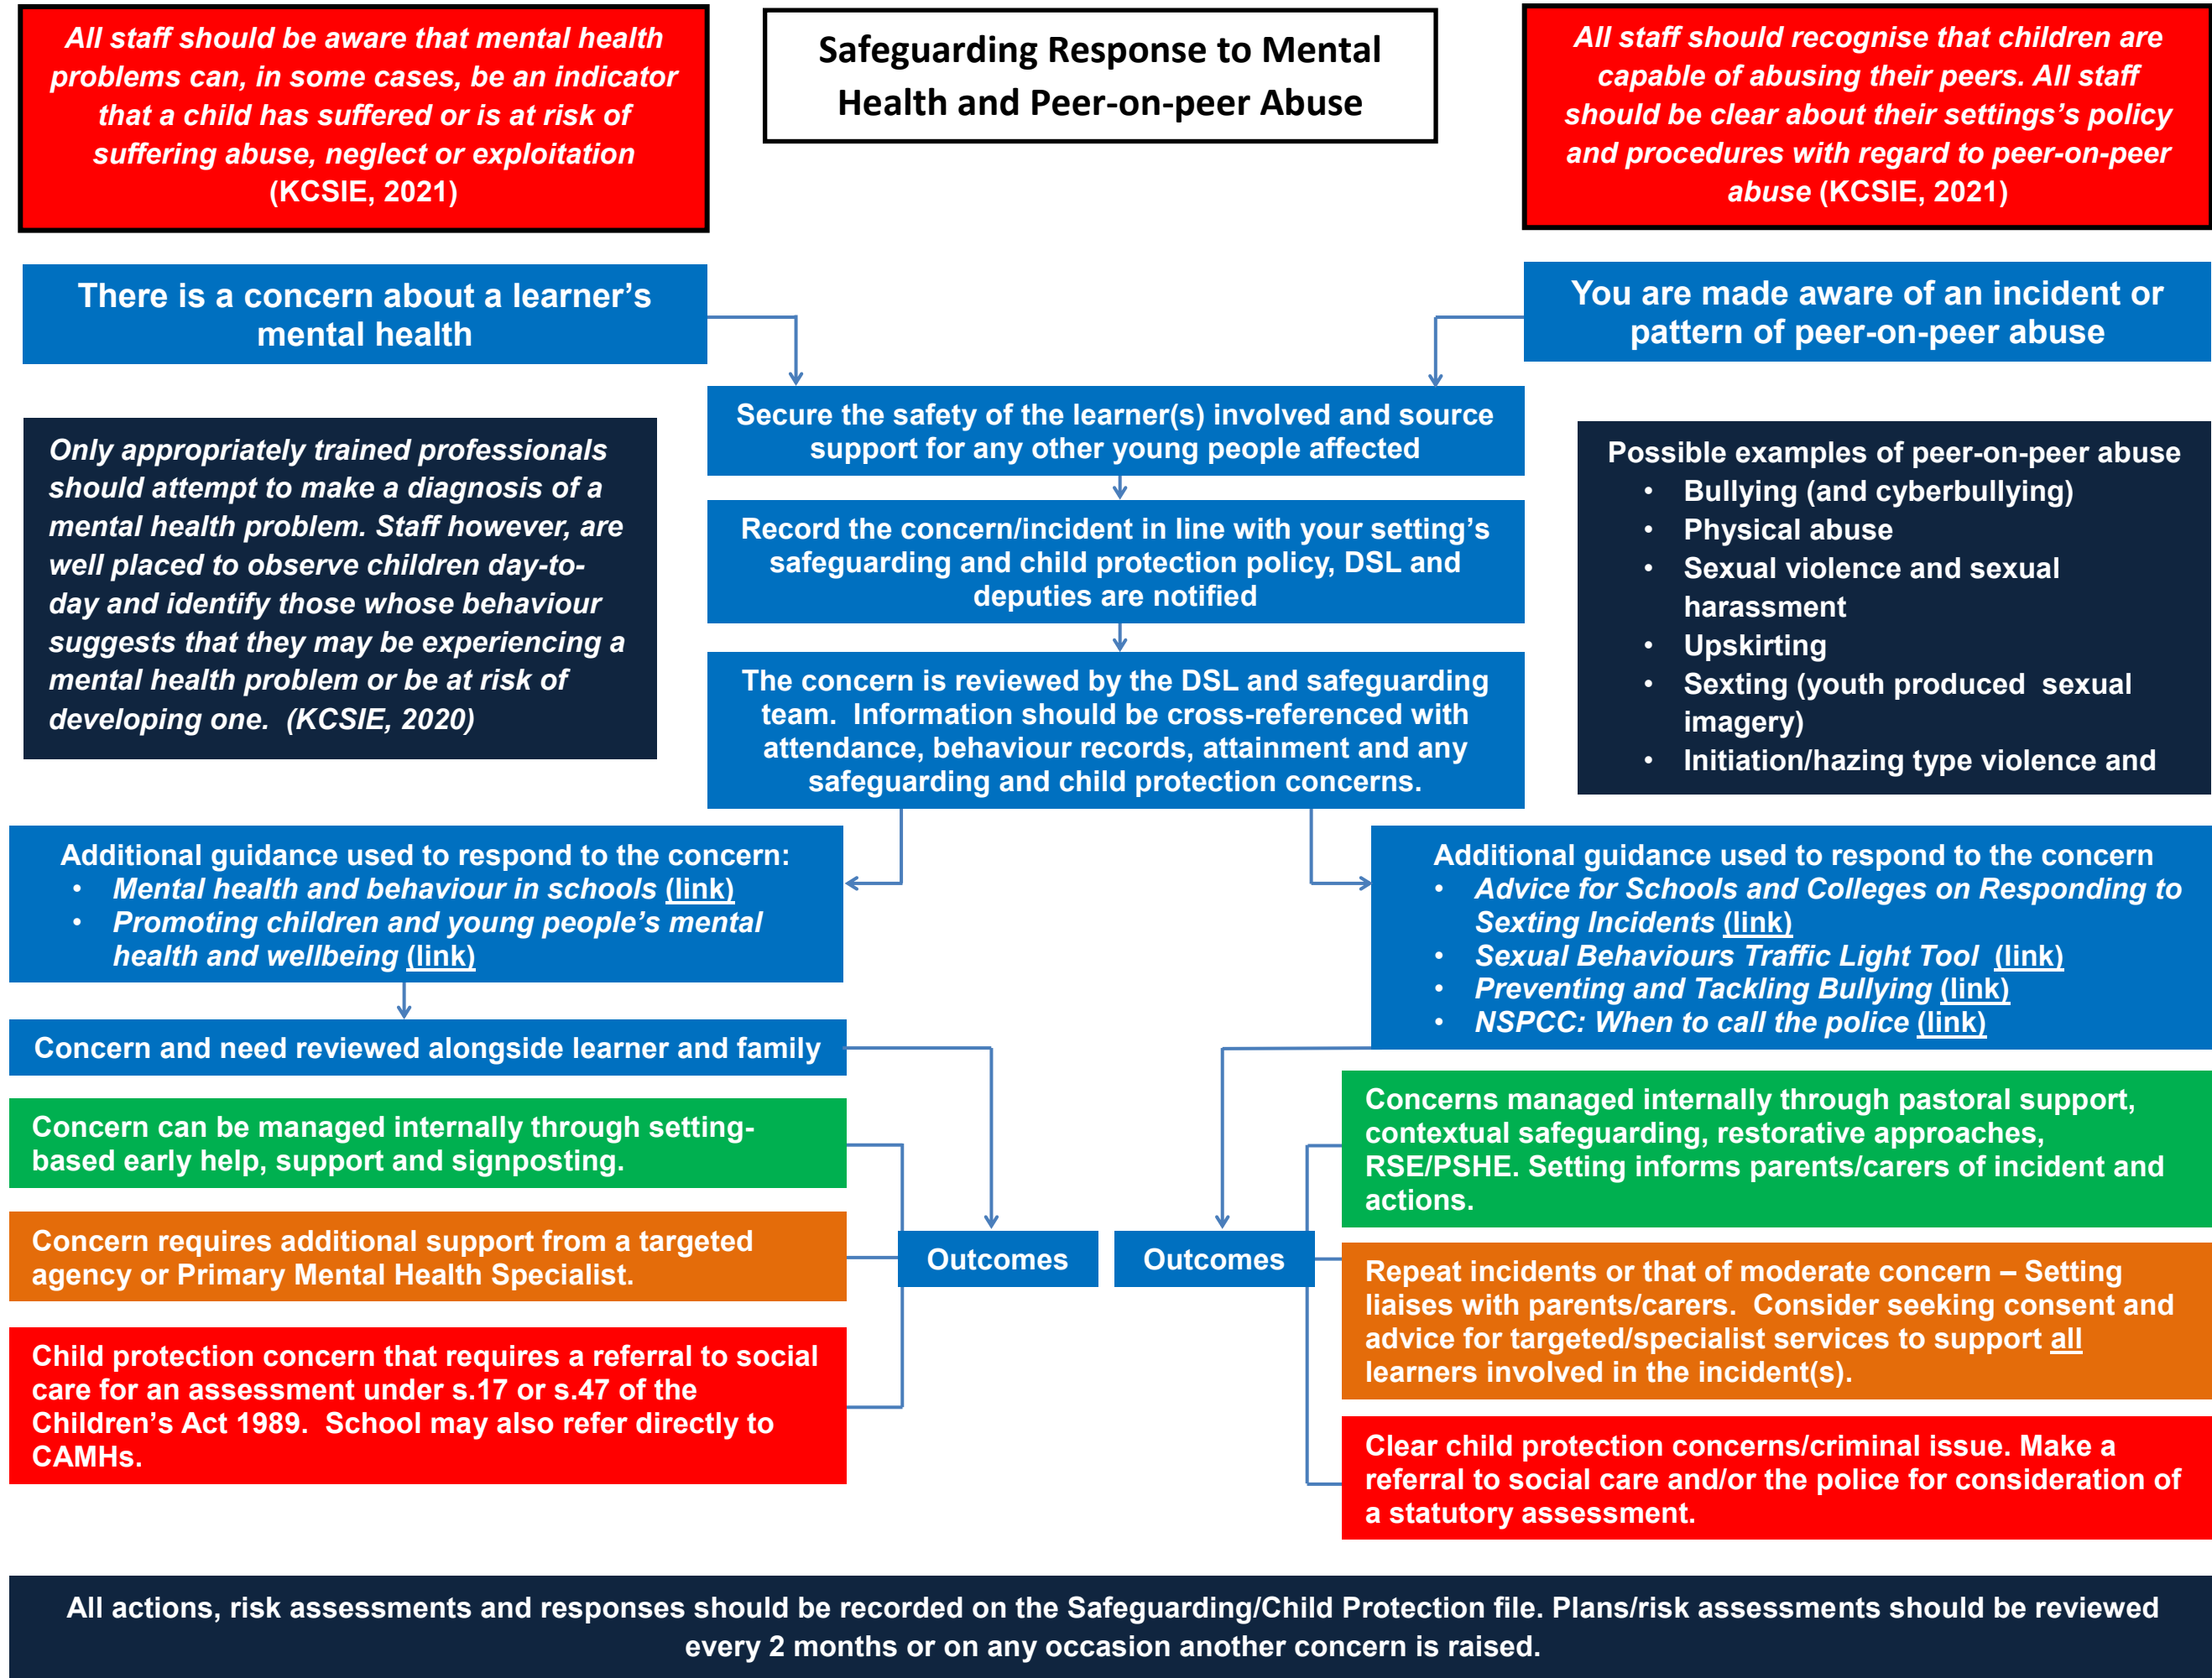 All staff should be aware that mental health
problems can, in some cases, be an indicator
that a child has suffered or is at risk of
suffering abuse, neglect or exploitation
(KCSIE, 2021)
Safeguarding Response to Mental
Health and Peer-on-peer Abuse
All staff should recognise that children are
capable of abusing their peers. All staff
should be clear about their settings’s policy
and procedures with regard to peer-on-peer
abuse (KCSIE, 2021)
There is a concern about a learner’s
mental health
You are made aware of an incident or
pattern of peer-on-peer abuse
Secure the safety of the learner(s) involved and source
support for any other young people affected
Only appropriately trained professionals
should attempt to make a diagnosis of a
mental health problem. Staff however, are
well placed to observe children day-to-
day and identify those whose behaviour
suggests that they may be experiencing a
mental health problem or be at risk of
developing one.  (KCSIE, 2020)
Record the concern/incident in line with your setting’s
safeguarding and child protection policy, DSL and
deputies are notified
The concern is reviewed by the DSL and safeguarding
team.  Information should be cross-referenced with
attendance, behaviour records, attainment and any
safeguarding and child protection concerns.
Possible examples of peer-on-peer abuse
• Bullying (and cyberbullying)
• Physical abuse
• Sexual violence and sexual
harassment
• Upskirting
• Sexting (youth produced  sexual
imagery)
• Initiation/hazing type violence and
Additional guidance used to respond to the concern:
• Mental health and behaviour in schools (link)
• Promoting children and young people’s mental
health and wellbeing (link)
Additional guidance used to respond to the concern
• Advice for Schools and Colleges on Responding to
Sexting Incidents (link)
• Sexual Behaviours Traffic Light Tool  (link)
• Preventing and Tackling Bullying (link)
• NSPCC: When to call the police (link)
Concern and need reviewed alongside learner and family
Concern can be managed internally through setting-
based early help, support and signposting.
Concern requires additional support from a targeted
agency or Primary Mental Health Specialist.
Child protection concern that requires a referral to social
care for an assessment under s.17 or s.47 of the
Children’s Act 1989.  School may also refer directly to
CAMHs.
Outcomes
Outcomes
Concerns managed internally through pastoral support,
contextual safeguarding, restorative approaches,
RSE/PSHE. Setting informs parents/carers of incident and
actions.
Repeat incidents or that of moderate concern – Setting
liaises with parents/carers.  Consider seeking consent and
advice for targeted/specialist services to support all
learners involved in the incident(s).
Clear child protection concerns/criminal issue. Make a
referral to social care and/or the police for consideration of
a statutory assessment.
All actions, risk assessments and responses should be recorded on the Safeguarding/Child Protection file. Plans/risk assessments should be reviewed
every 2 months or on any occasion another concern is raised.